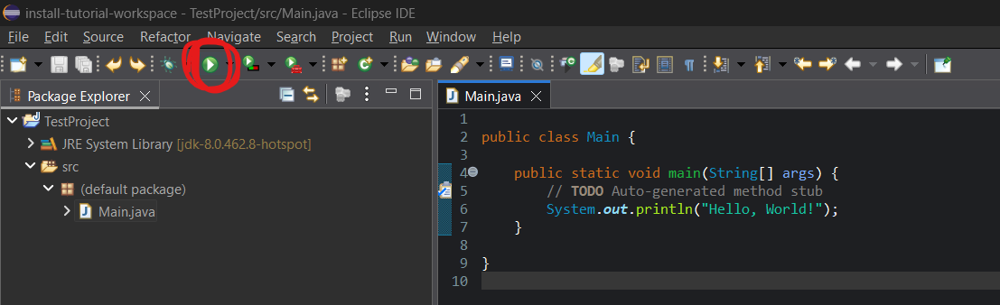 install-tutorial-workspace - TestProject/src/Main.java - Eclipse IDE
File Edit Source Refactor Navigate Search Project Run Window Help
Package Explorer
TestProject
JRE System Library [jdk-8.0.462.8-hotspot]
src
(default package)
Main.java
Main.java
1
2 public class Main {
3
4 public static void main(String[] args) {
5 // TODO Auto-generated method stub
6 System.out.println("Hello, World!");
7 }
8
9 }
10